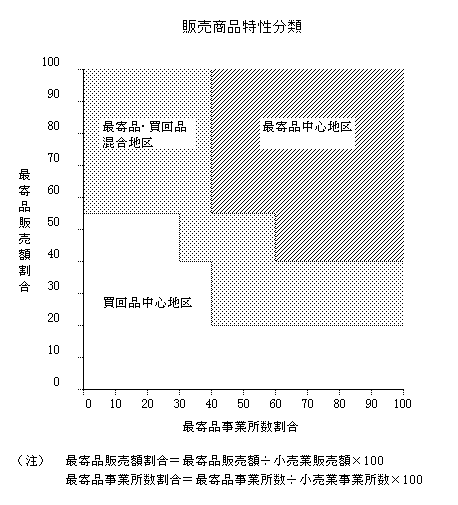 販売商品特性分類
100
90
80
70
60
50
40
30
20
10
0
最寄品販売額割合
最寄品・買回品
混合地区
最寄品中心地区
買回品中心地区
0 10 20 30 40 50 60 70 80 90 100
最寄品事業所数割合
（注） 最寄品販売額割合＝最寄品販売額÷小売業販売額×100
最寄品事業所数割合＝最寄品事業所数÷小売業事業所数×100